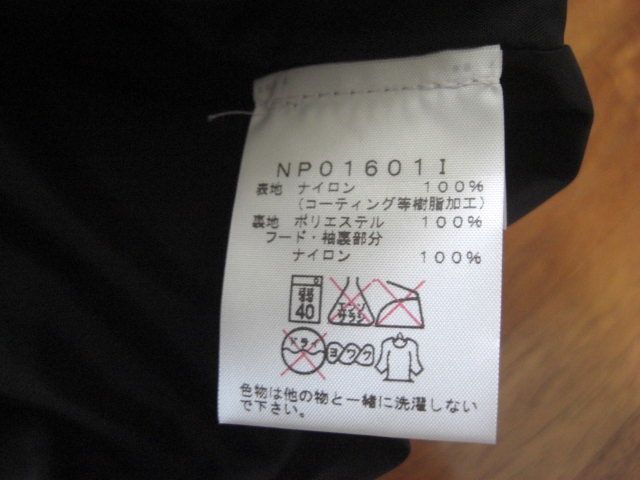 NP01601I
表地 ナイロン 100%
(コーティング等樹脂加工)
裏地 ポリエステル 100%
フード・袖裏部分
ナイロン 100%
弱 40
エンソ サラシ
ドライ ヨワク
色物は他の物と一緒に洗濯しない
で下さい。